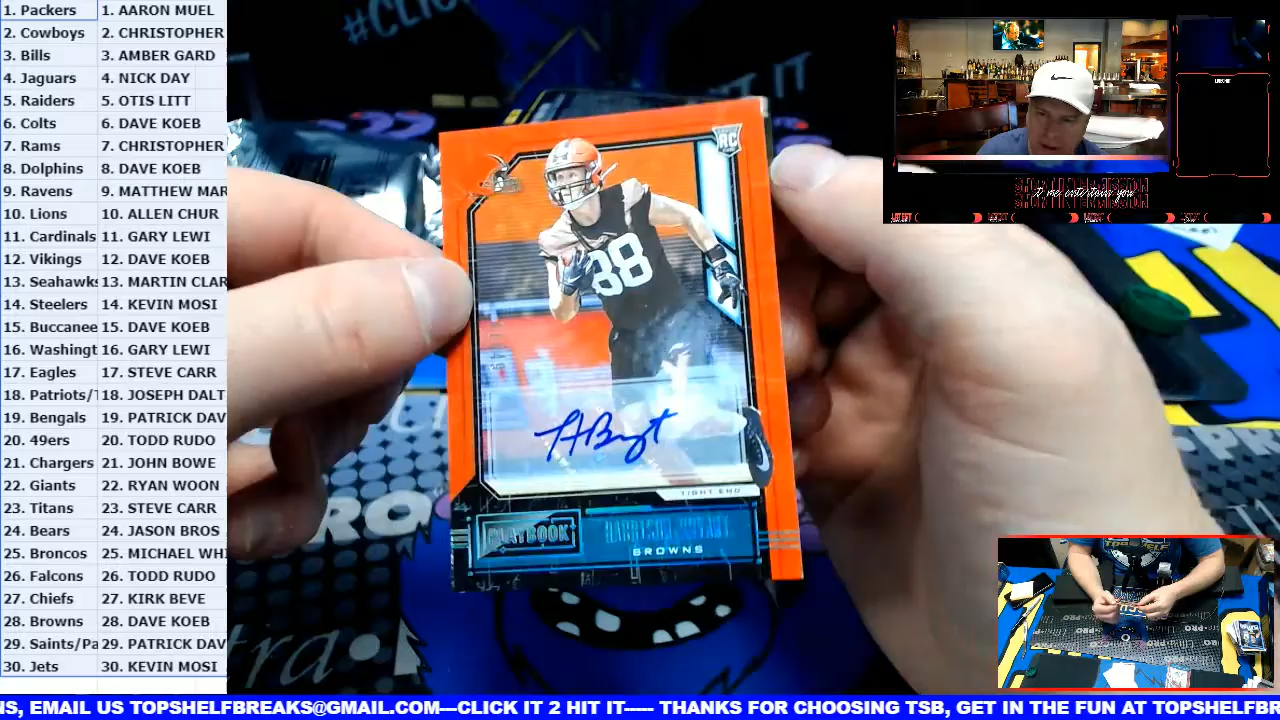 1. Packers 1. AARON MUEL
2. Cowboys 2. CHRISTOPHER
3. Bills 3. AMBER GARD
4. Jaguars 4. NICK DAY
5. Raiders 5. OTIS LITT
6. Colts 6. DAVE KOEB
7. Rams 7. CHRISTOPHER
8. Dolphins 8. DAVE KOEB
9. Ravens 9. MATTHEW MAR
10. Lions 10. ALLEN CHUR
11. Cardinals 11. GARY LEWI
12. Vikings 12. DAVE KOEB
13. Seahawks 13. MARTIN CLAR
14. Steelers 14. KEVIN MOSI
15. Buccanee 15. DAVE KOEB
16. Washingt 16. GARY LEWI
17. Eagles 17. STEVE CARR
18. Patriots/ 18. JOSEPH DALT
19. Bengals 19. PATRICK DAV
20. 49ers 20. TODD RUDO
21. Chargers 21. JOHN BOWE
22. Giants 22. RYAN WOON
23. Titans 23. STEVE CARR
24. Bears 24. JASON BROS
25. Broncos 25. MICHAEL WHI
26. Falcons 26. TODD RUDO
27. Chiefs 27. KIRK BEVE
28. Browns 28. DAVE KOEB
29. Saints/Pa 29. PATRICK DAV
30. Jets 30. KEVIN MOSI
RC
88
TIGHT END
PLAYBOOK
HARRISON BRYANT
BROWNS
NS, EMAIL US TOPSHELFBREAKS@GMAIL.COM---CLICK IT 2 HIT IT----- THANKS FOR CHOOSING TSB, GET IN THE FUN AT TOPSHELFBR